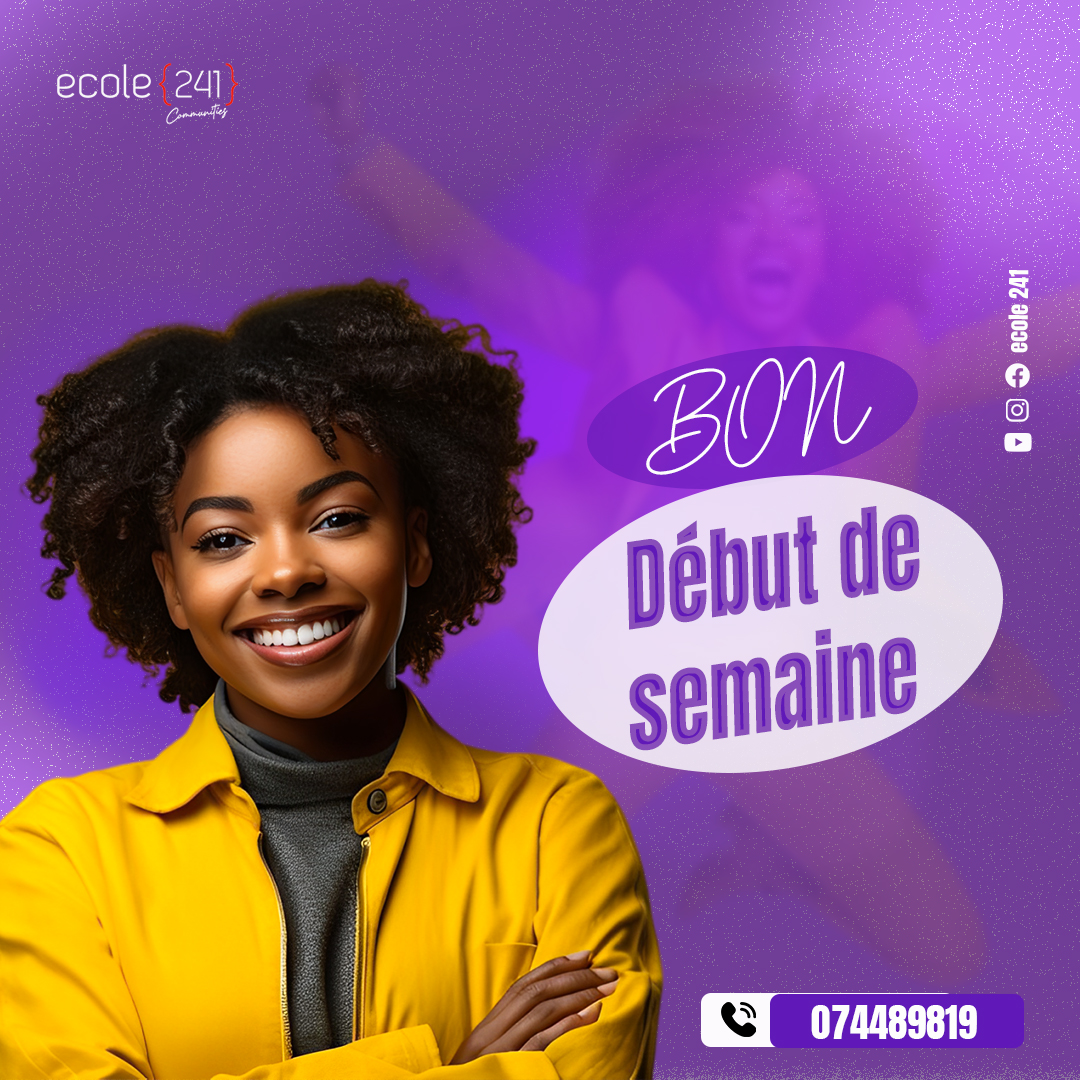 ecole {241}
Communities
ecole 241
BON
Début de
semaine
074489819